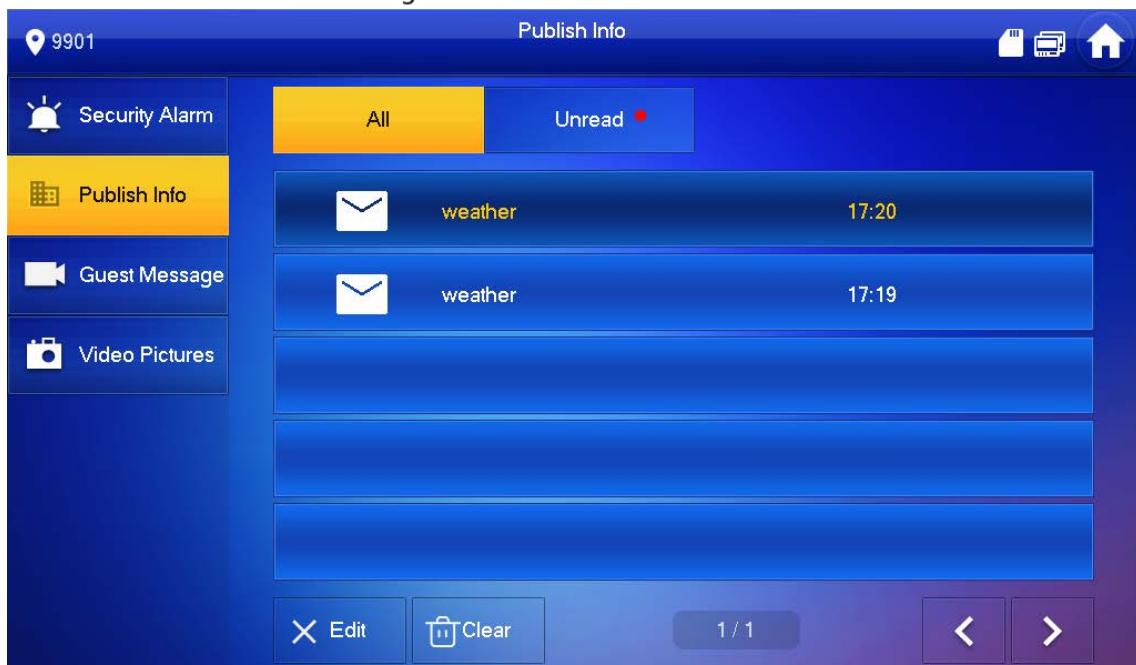 9901
Publish Info
Security Alarm
Publish Info
Guest Message
Video Pictures
All
Unread
weather 17:20
weather 17:19
Edit
Clear
1 / 1